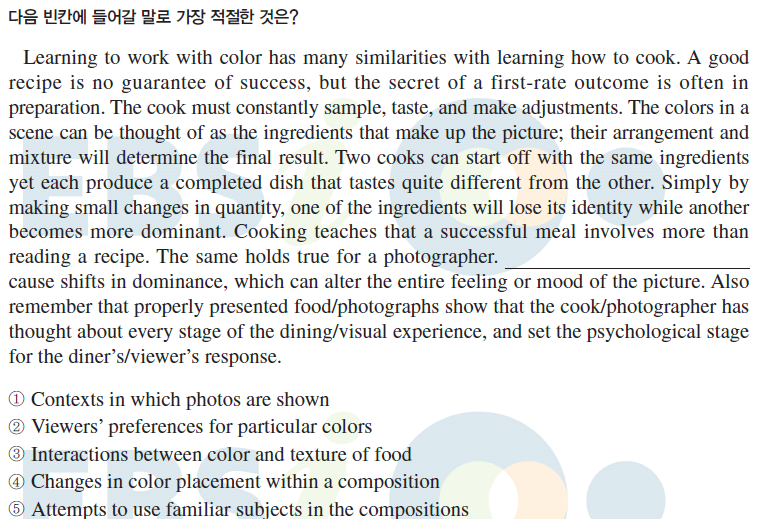 다음 빈칸에 들어갈 말로 가장 적절한 것은?
Learning to work with color has many similarities with learning how to cook. A good
recipe is no guarantee of success, but the secret of a first-rate outcome is often in
preparation. The cook must constantly sample, taste, and make adjustments. The colors in a
scene can be thought of as the ingredients that make up the picture; their arrangement and
mixture will determine the final result. Two cooks can start off with the same ingredients
yet each produce a completed dish that tastes quite different from the other. Simply by
making small changes in quantity, one of the ingredients will lose its identity while another
becomes more dominant. Cooking teaches that a successful meal involves more than
reading a recipe. The same holds true for a photographer. ____________________
cause shifts in dominance, which can alter the entire feeling or mood of the picture. Also
remember that properly presented food/photographs show that the cook/photographer has
thought about every stage of the dining/visual experience, and set the psychological stage
for the diner's/viewer's response.
① Contexts in which photos are shown
② Viewers' preferences for particular colors
③ Interactions between color and texture of food
④ Changes in color placement within a composition
⑤ Attempts to use familiar subjects in the compositions
EBSi
EBSi